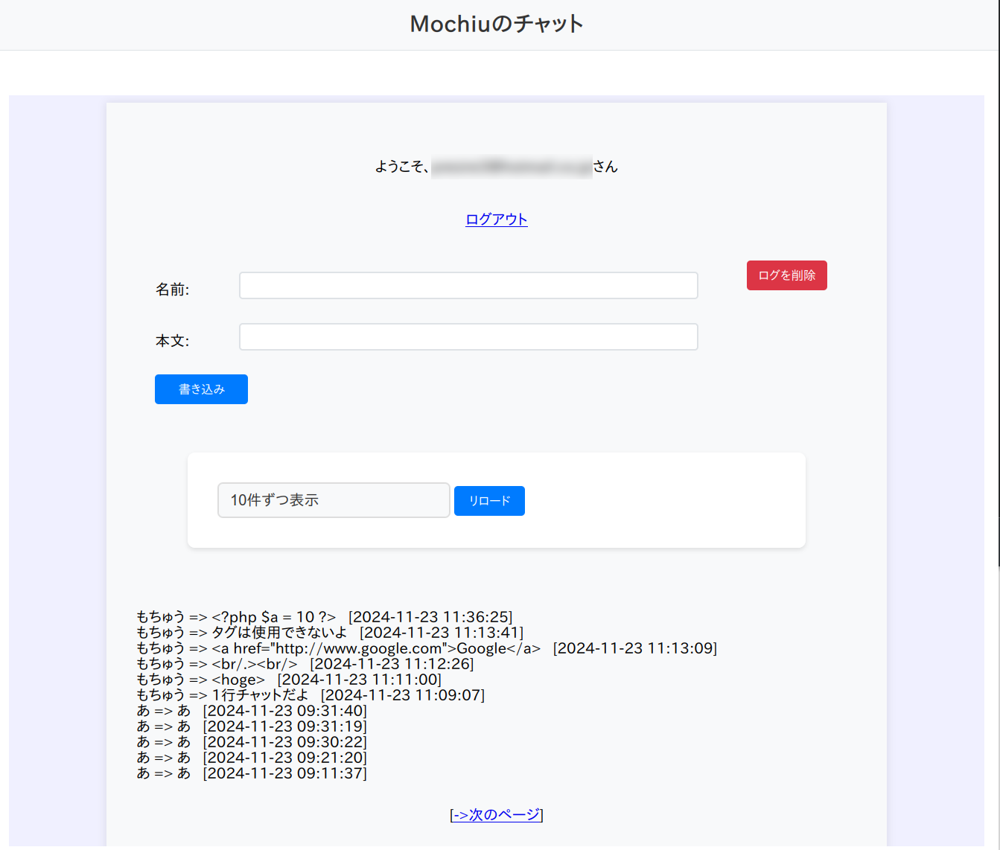 Mochiuのチャット
ようこそ、さん
ログアウト
名前:
ログを削除
本文:
書き込み
10件ずつ表示
リロード
もちゅう => <?php $a = 10 ?> [2024-11-23 11:36:25]
もちゅう => タグは使用できないよ [2024-11-23 11:13:41]
もちゅう => <a href="http://www.google.com">Google</a> [2024-11-23 11:13:09]
もちゅう => <br/.><br/> [2024-11-23 11:12:26]
もちゅう => <hoge> [2024-11-23 11:11:00]
もちゅう => 1行チャットだよ [2024-11-23 11:09:07]
あ => あ [2024-11-23 09:31:40]
あ => あ [2024-11-23 09:31:19]
あ => あ [2024-11-23 09:30:22]
あ => あ [2024-11-23 09:21:20]
あ => あ [2024-11-23 09:11:37]
[->次のページ]